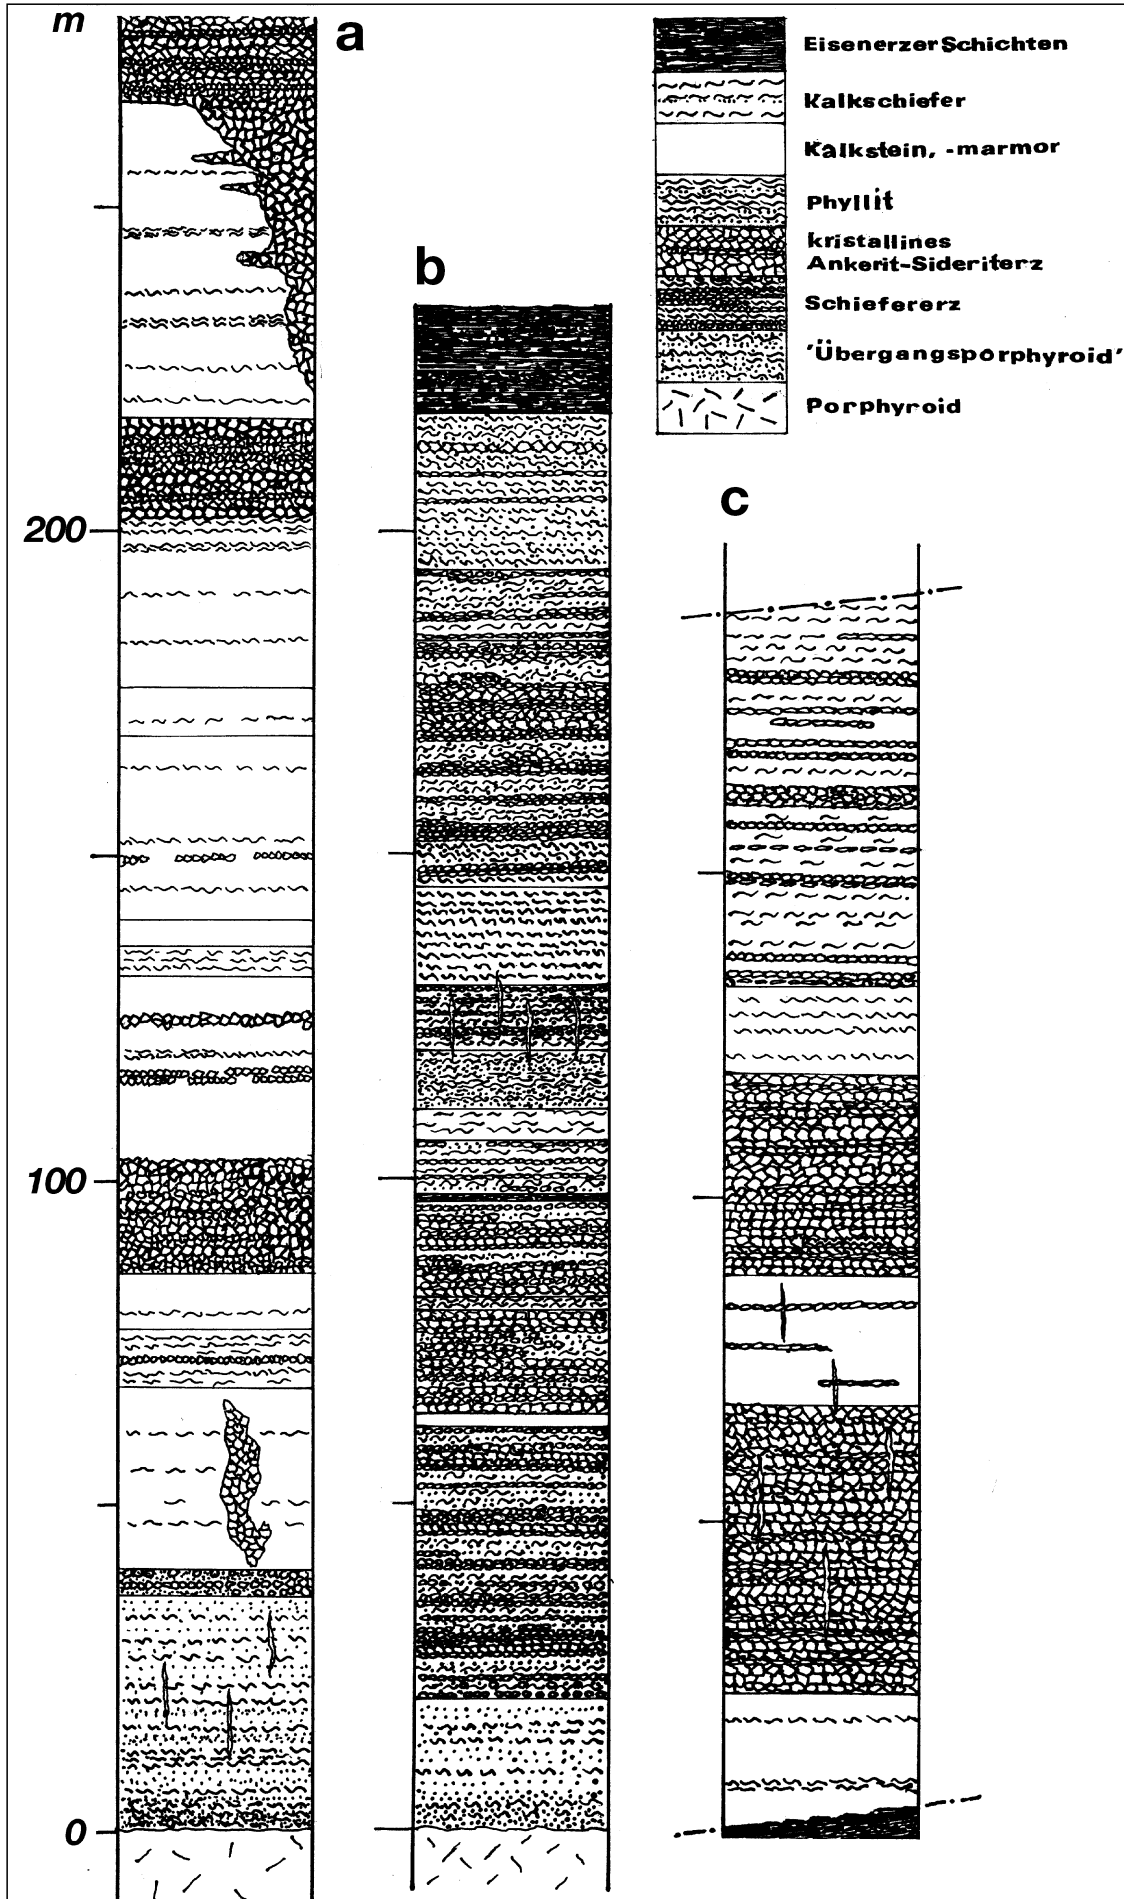 m
a
Eisenerzer Schichten
Kalkschiefer
Kalkstein, -marmor
Phyllit
kristallines
Ankerit-Sideriterz
Schiefererz
'Übergangsporphyroid'
Porphyroid
b
c
200
100
0